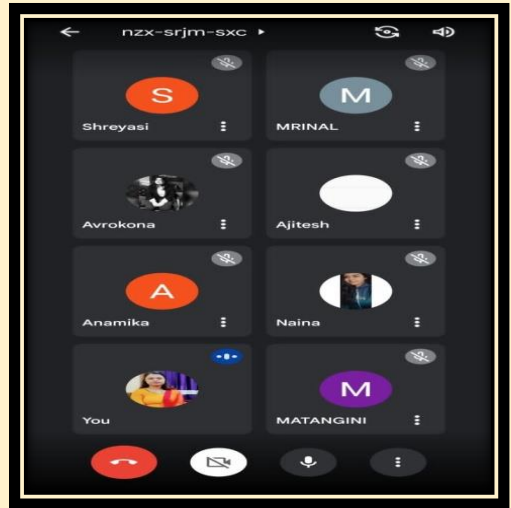 nzx-srjm-sxc
S
M
Shreyasi
MRINAL
Avrokona
Ajitesh
A
Anamika
Naina
M
You
MATANGINI